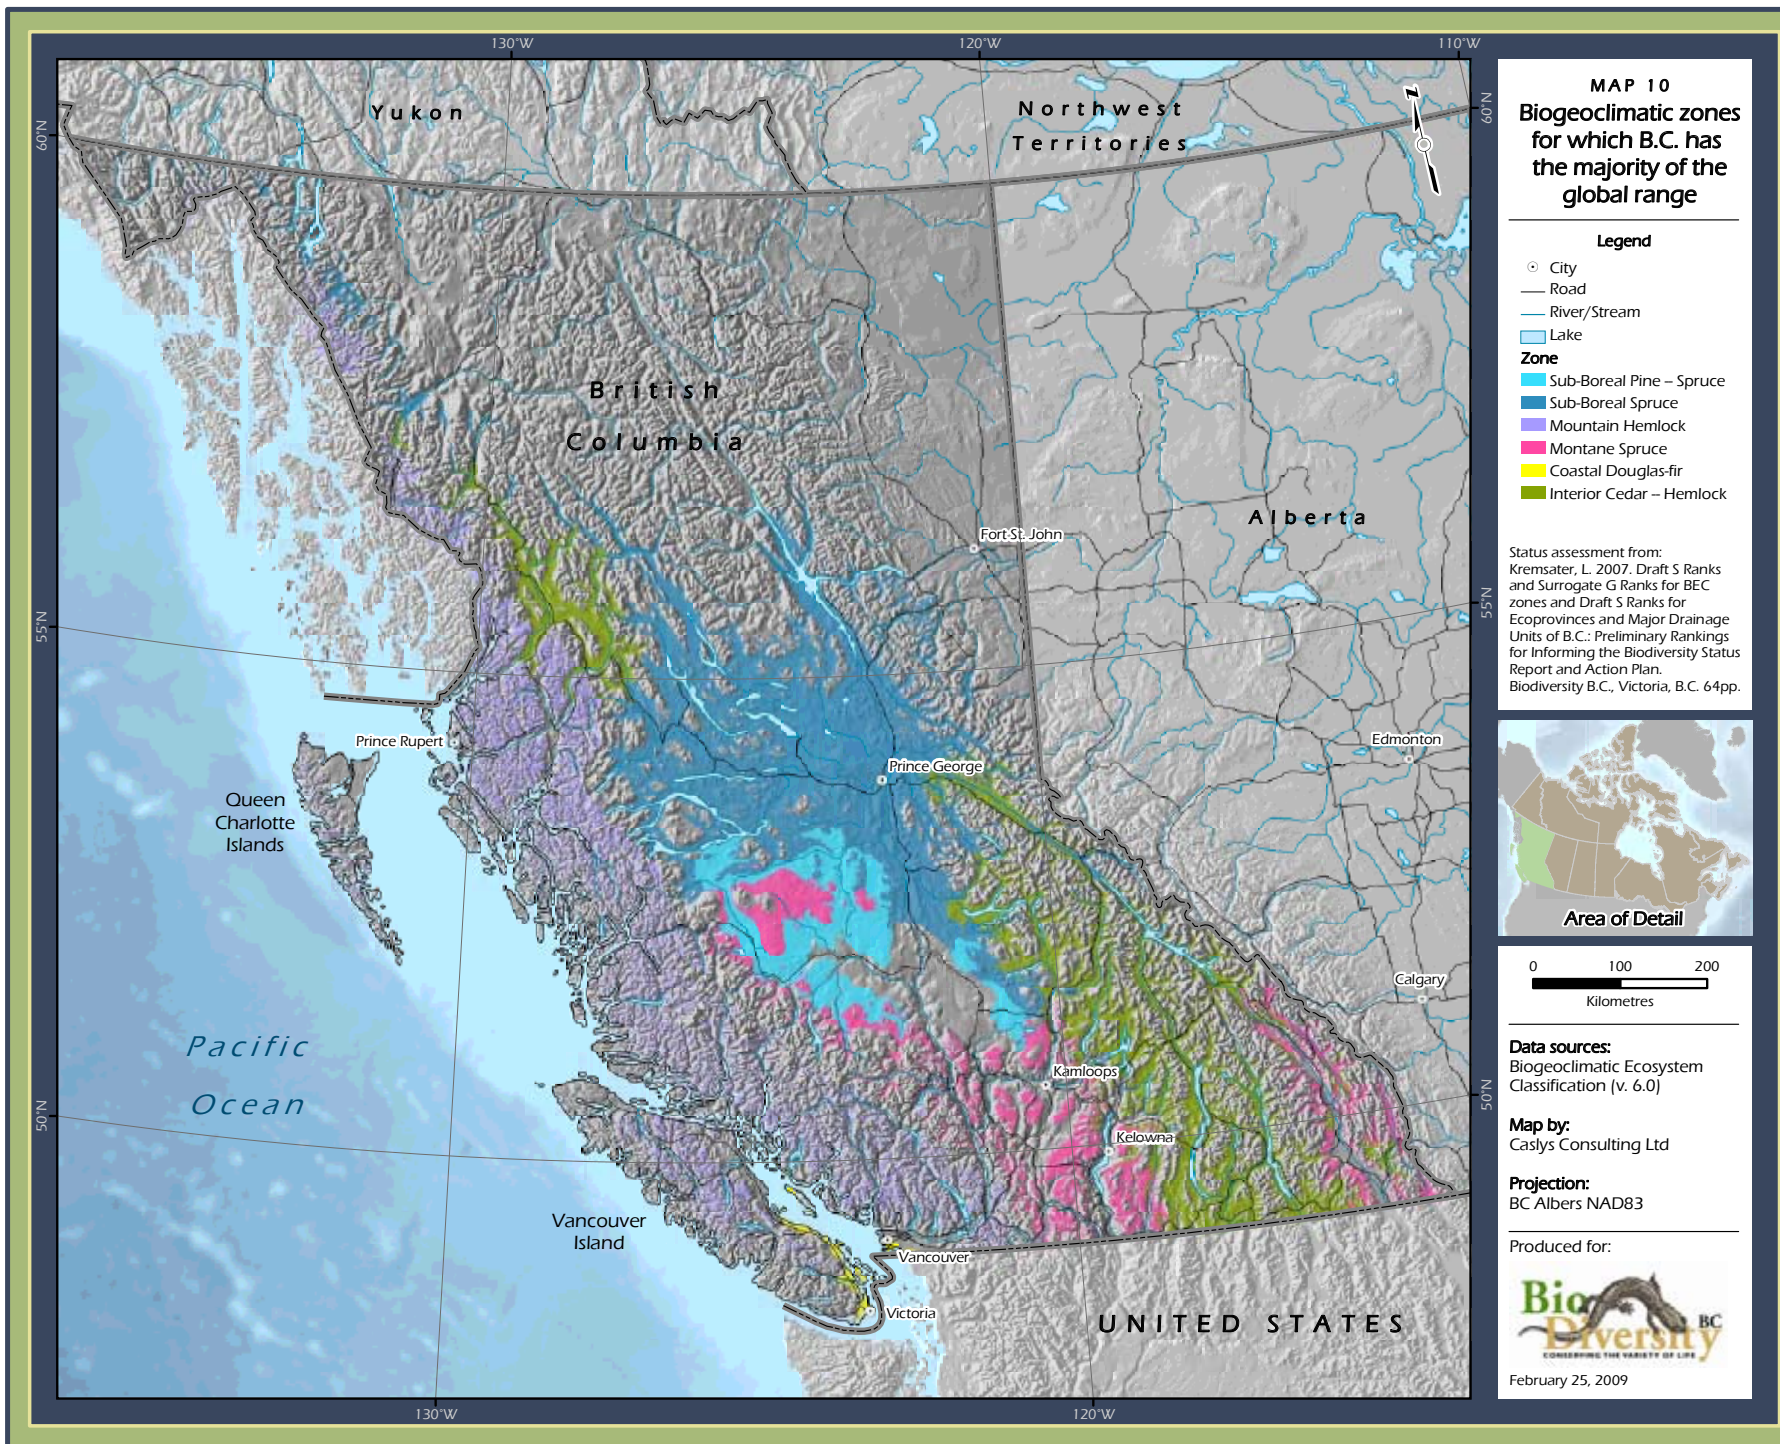 130°W
120°W
110°W
60°N
60°N
55°N
55°N
50°N
50°N
130°W
120°W
Yukon
Northwest
Territories
British
Columbia
Alberta
Fort St. John
Prince Rupert
Prince George
Edmonton
Queen
Charlotte
Islands
Calgary
Pacific
Ocean
Kamloops
Kelowna
Vancouver
Island
Vancouver
Victoria
UNITED STATES
MAP 10
Biogeoclimatic zones
for which B.C. has
the majority of the
global range
Legend
City
Road
River/Stream
Lake
Zone
Sub-Boreal Pine – Spruce
Sub-Boreal Spruce
Mountain Hemlock
Montane Spruce
Coastal Douglas-fir
Interior Cedar – Hemlock
Status assessment from:
Kremsater, L. 2007. Draft S Ranks
and Surrogate G Ranks for BEC
zones and Draft S Ranks for
Ecoprovinces and Major Drainage
Units of B.C.: Preliminary Rankings
for Informing the Biodiversity Status
Report and Action Plan.
Biodiversity B.C., Victoria, B.C. 64pp.
N
Area of Detail
0 100 200
Kilometres
Data sources:
Biogeoclimatic Ecosystem
Classification (v. 6.0)
Map by:
Caslys Consulting Ltd
Projection:
BC Albers NAD83
Produced for:
Bio
Diversity BC
CONSERVING THE VARIETY OF LIFE
February 25, 2009